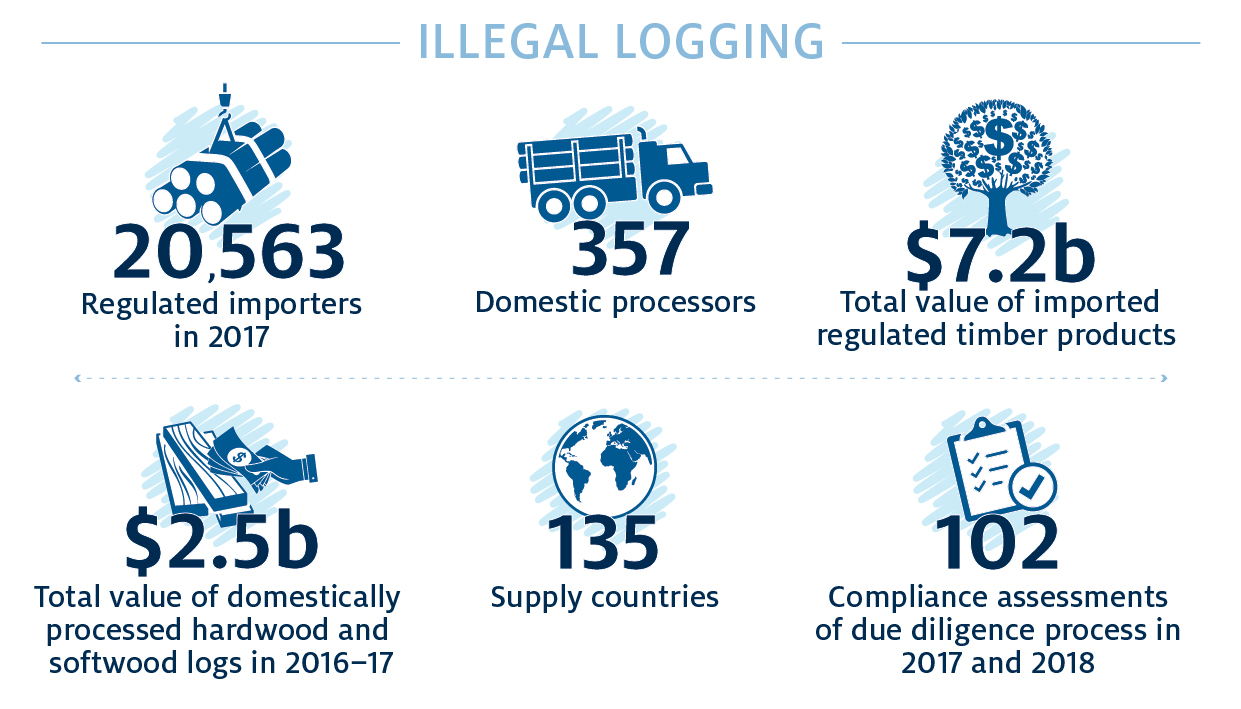 ILLEGAL LOGGING
20,563
Regulated importers
in 2017
357
Domestic processors
$7.2b
Total value of imported
regulated timber products
$2.5b
Total value of domestically
processed hardwood and
softwood logs in 2016–17
135
Supply countries
102
Compliance assessments
of due diligence process in
2017 and 2018